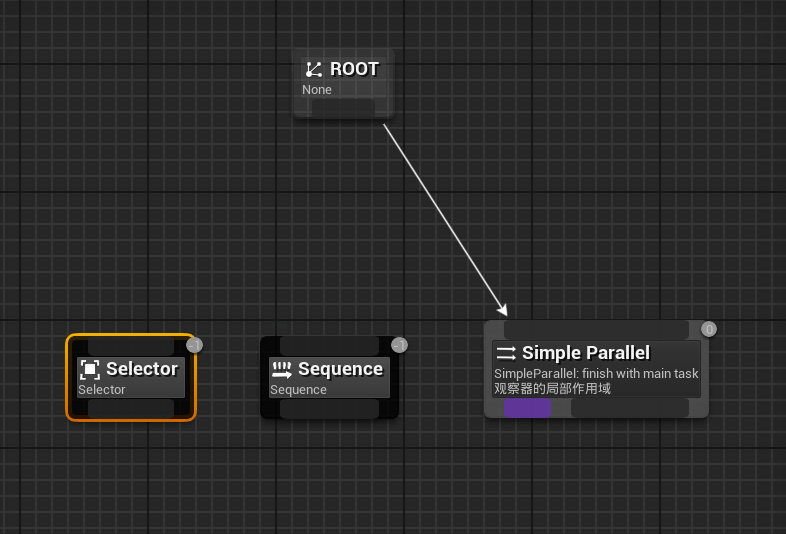 ROOT
None
-1
Selector
Selector
-1
Sequence
Sequence
0
Simple Parallel
SimpleParallel: finish with main task
观察器的局部作用域